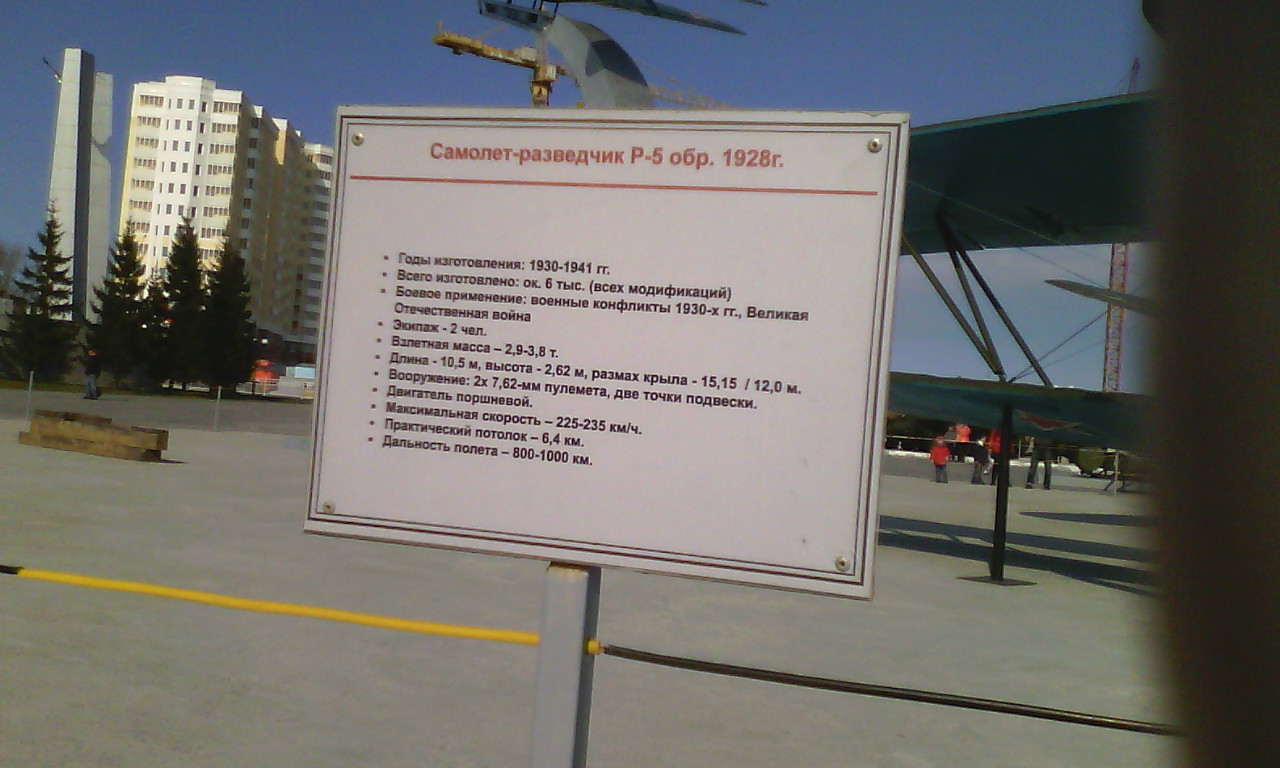 Самолет-разведчик Р-5 обр. 1928г.
Годы изготовления: 1930-1941 гг.
Всего изготовлено: ок. 6 тыс. (всех модификаций)
Боевое применение: военные конфликты 1930-х гг., Великая
Отечественная война
Экипаж - 2 чел.
Взлетная масса – 2,9-3,8 т.
Длина - 10,5 м, высота - 2,62 м, размах крыла - 15,15 / 12,0 м.
Вооружение: 2х 7,62-мм пулемета, две точки подвески.
Двигатель поршневой.
Максимальная скорость – 225-235 км/ч.
Практический потолок – 6,4 км.
Дальность полета – 800-1000 км.